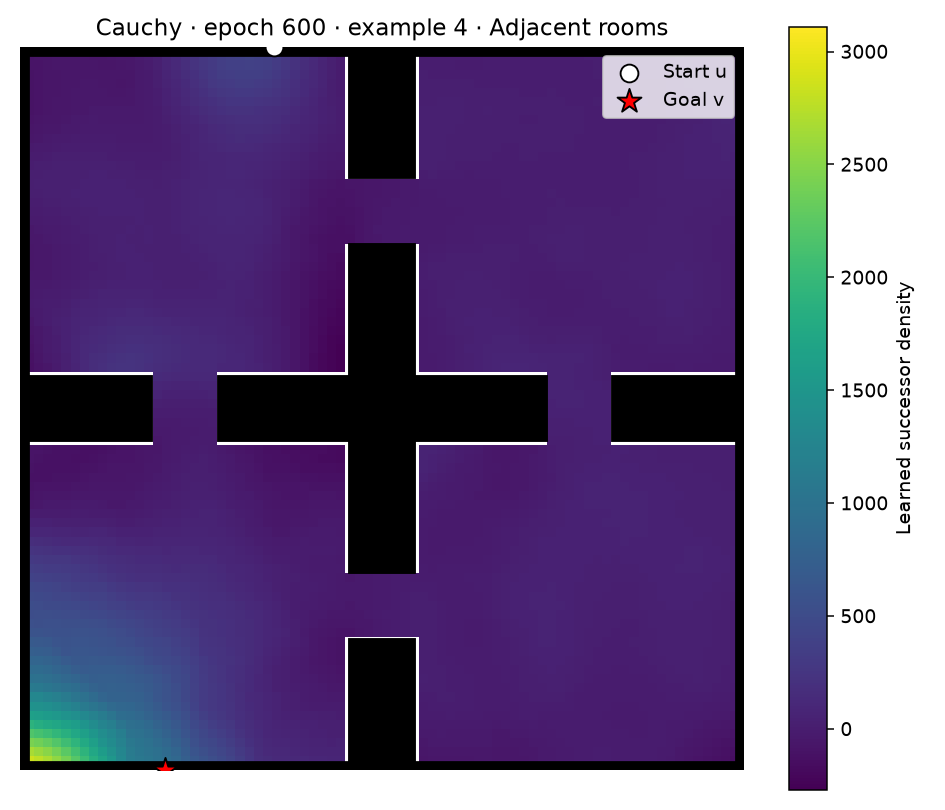 Cauchy · epoch 600 · example 4 · Adjacent rooms
Start u
Goal v
3000
2500
2000
1500
1000
500
0
Learned successor density